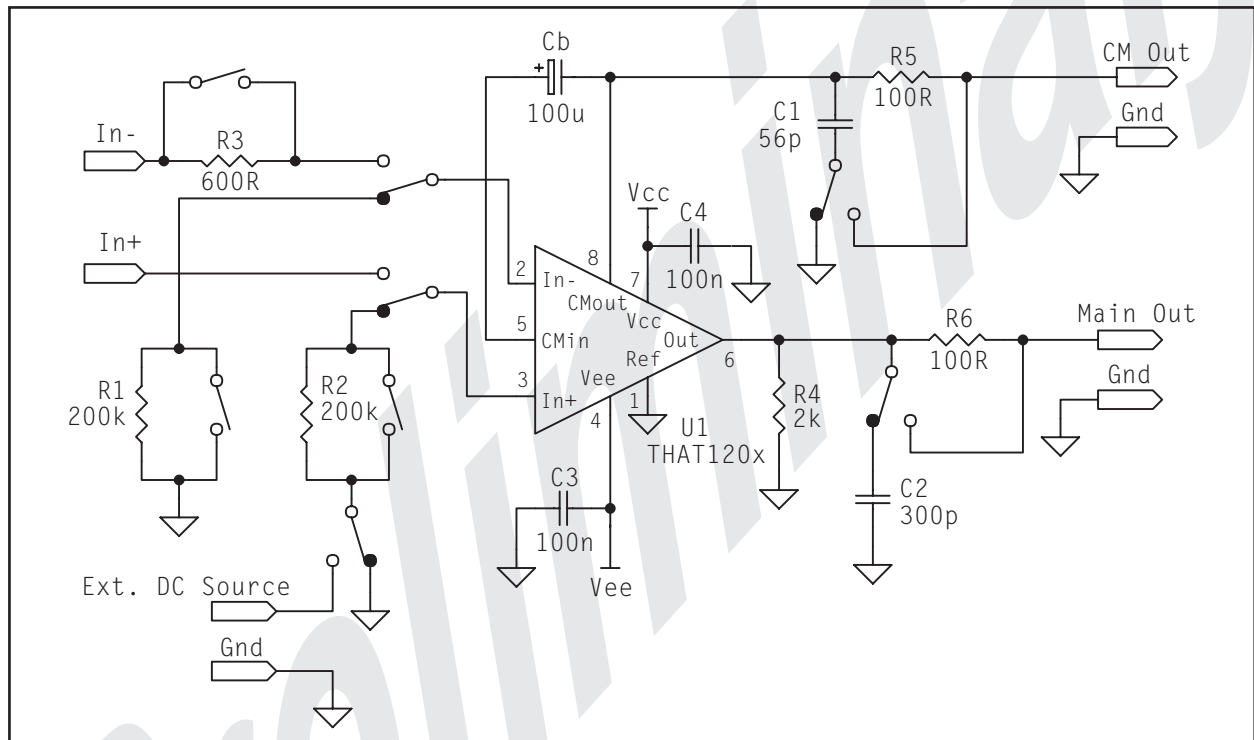 Cb
+
100u
R5
100R
CM Out
C1
56p
Gnd
In-
R3
600R
Vcc
C4
100n
In+
2
8
7
In-
CMout
Vcc
5
CMin
Out
Ref
6
3
Vee
In+
4
1
U1
THAT120x
R6
100R
Main Out
Gnd
R4
2k
R1
200k
R2
200k
C3
100n
Vee
C2
300p
Ext. DC Source
Gnd